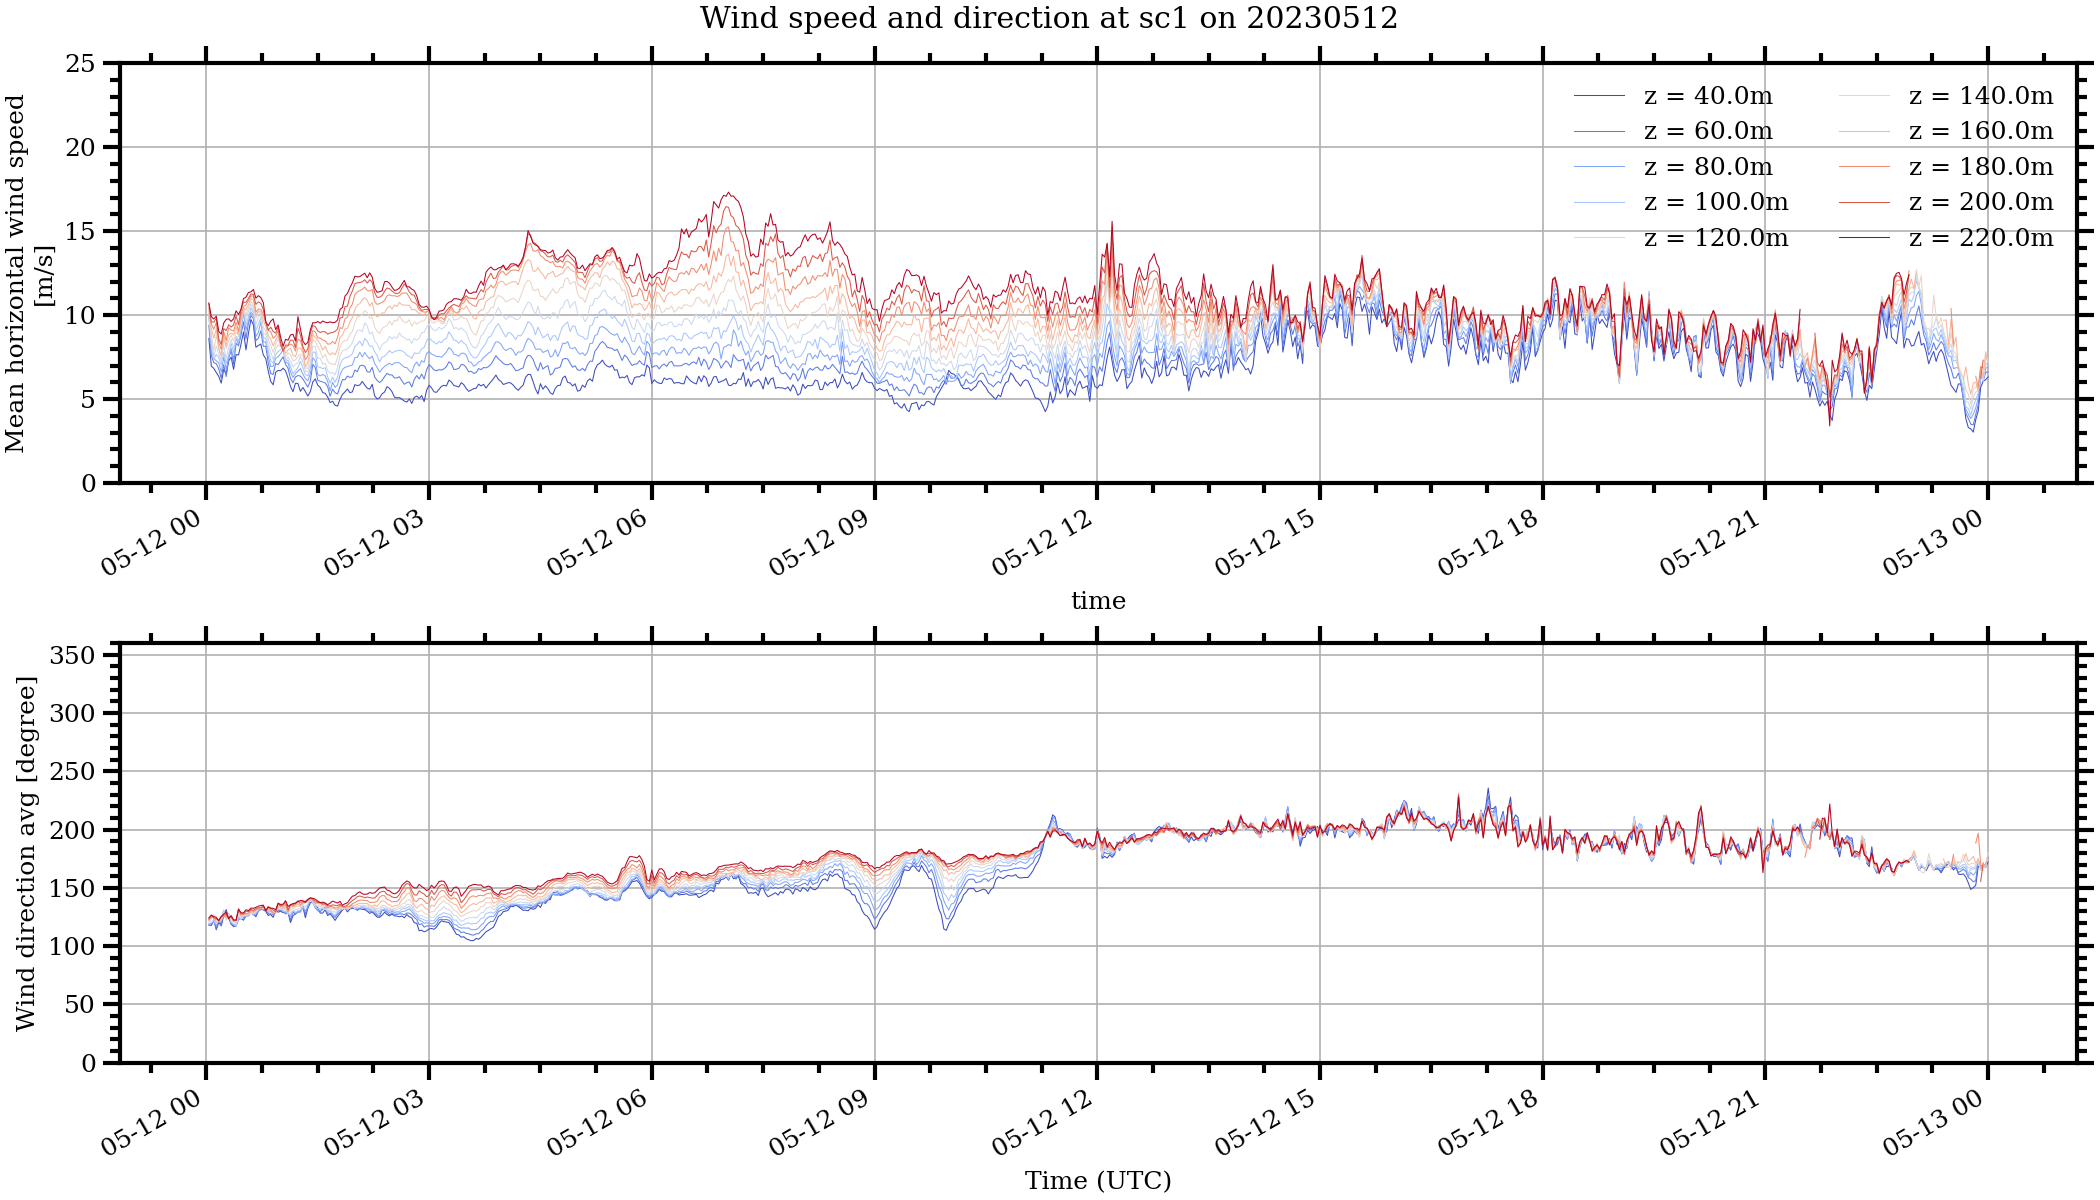 Wind speed and direction at sc1 on 20230512
Mean horizontal wind speed
[m/s]
25
20
15
10
5
0
z = 40.0m
z = 60.0m
z = 80.0m
z = 100.0m
z = 120.0m
z = 140.0m
z = 160.0m
z = 180.0m
z = 200.0m
z = 220.0m
05-12 00
05-12 03
05-12 06
05-12 09
05-12 12
05-12 15
05-12 18
05-12 21
05-13 00
time
Wind direction avg [degree]
350
300
250
200
150
100
50
0
05-12 00
05-12 03
05-12 06
05-12 09
05-12 12
05-12 15
05-12 18
05-12 21
05-13 00
Time (UTC)